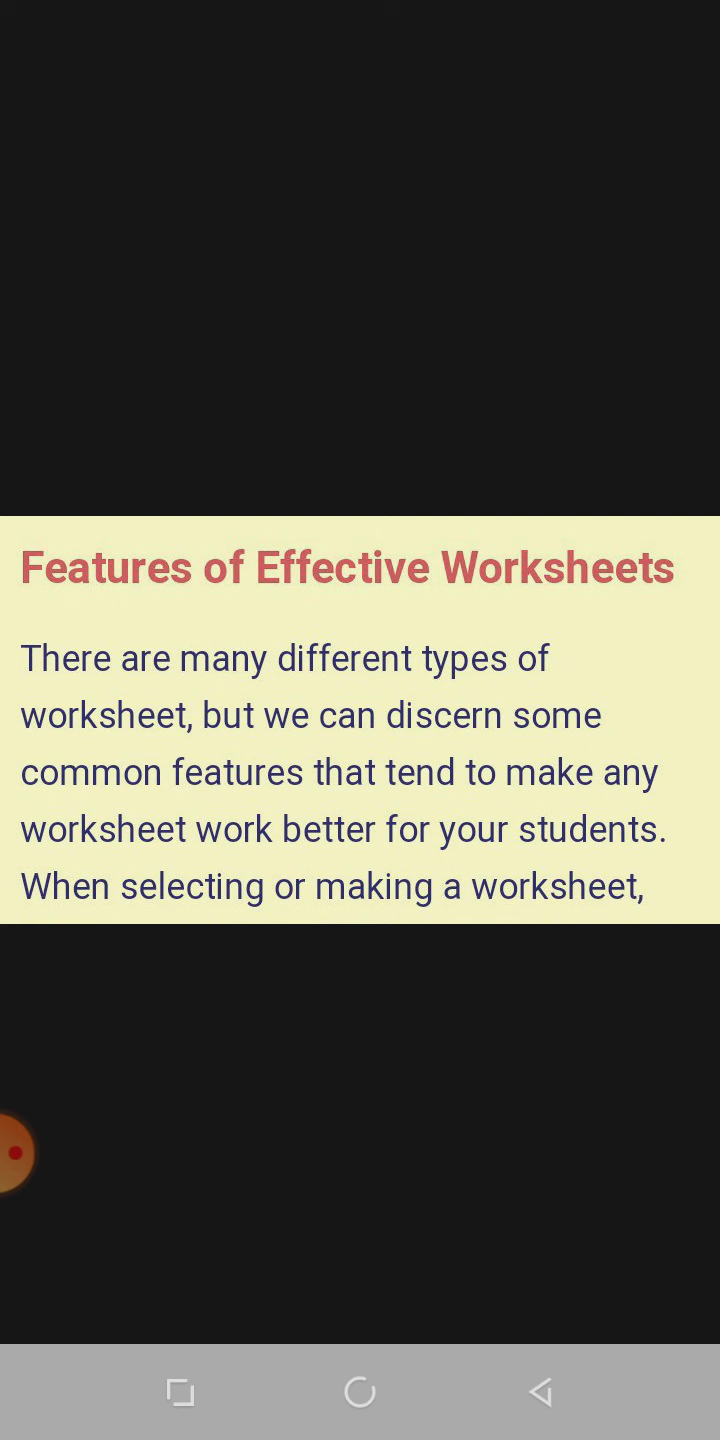 Features of Effective Worksheets
There are many different types of
worksheet, but we can discern some
common features that tend to make any
worksheet work better for your students.
When selecting or making a worksheet,